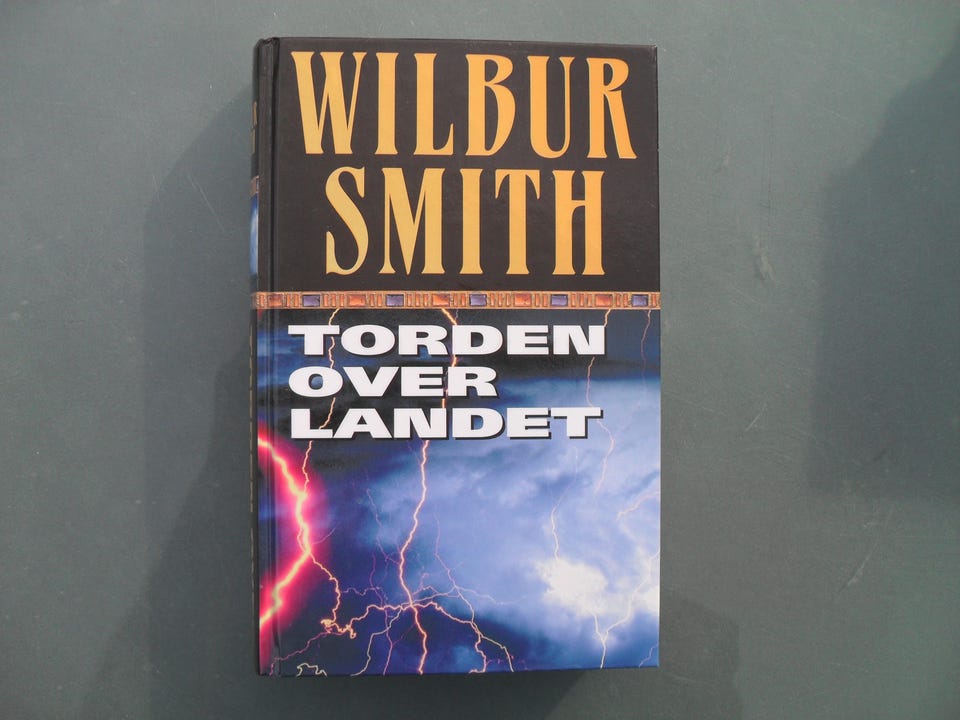 WILBUR
SMITH
TORDEN
OVER
LANDET